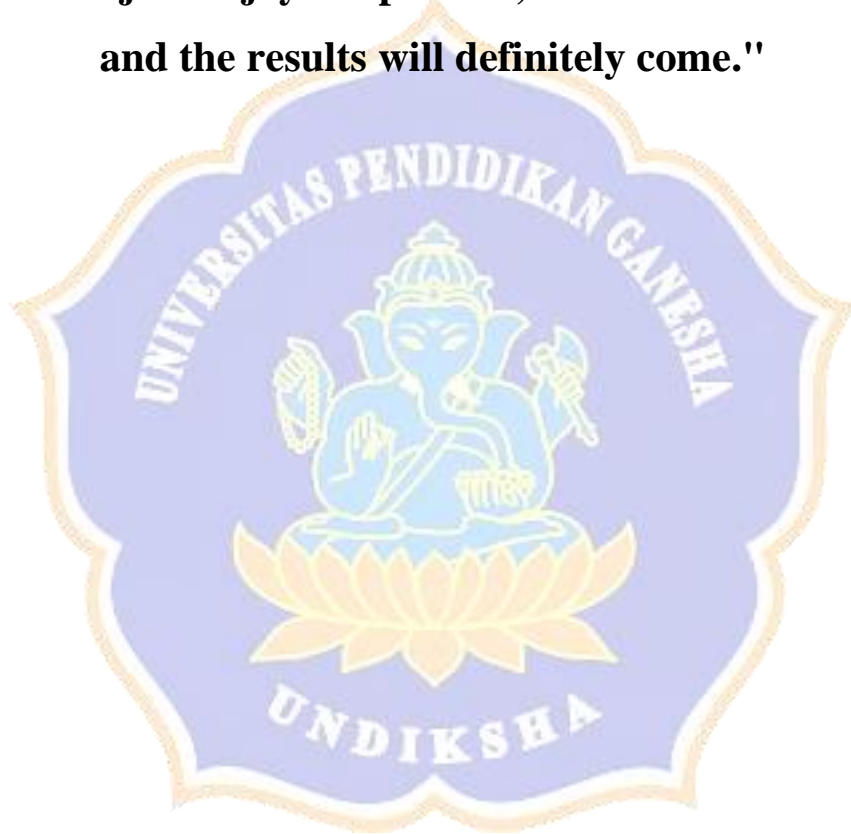 and the results will definitely come."
UNIVERSITAS PENDIDIKAN GANESHA
UNDIKSHA